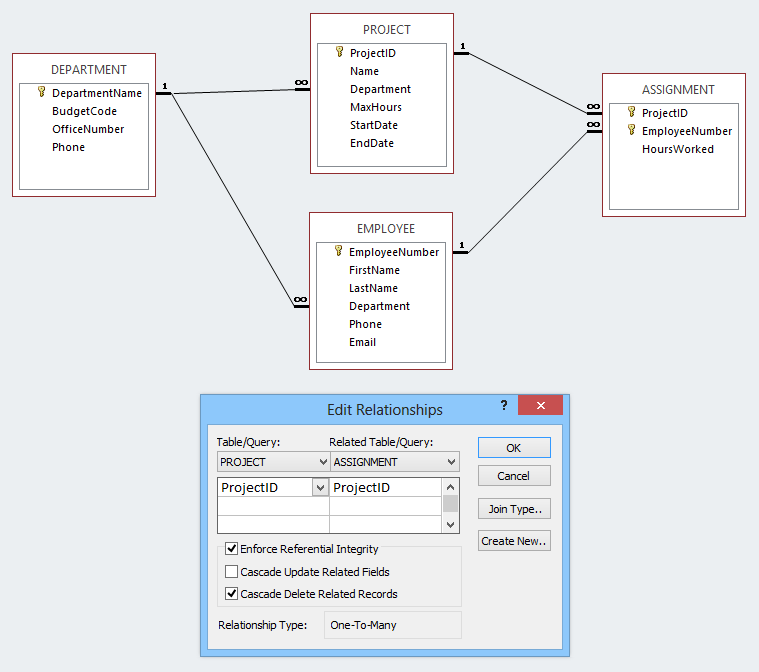 DEPARTMENT
DepartmentName
BudgetCode
OfficeNumber
Phone
1
∞
∞
PROJECT
ProjectID
Name
Department
MaxHours
StartDate
EndDate
1
∞
∞
ASSIGNMENT
ProjectID
EmployeeNumber
HoursWorked
EMPLOYEE
EmployeeNumber
FirstName
LastName
Department
Phone
Email
1
Edit Relationships
?
Table/Query: Related Table/Query:
PROJECT ASSIGNMENT
ProjectID ProjectID
Enforce Referential Integrity
Cascade Update Related Fields
Cascade Delete Related Records
Relationship Type: One-To-Many
OK
Cancel
Join Type..
Create New..